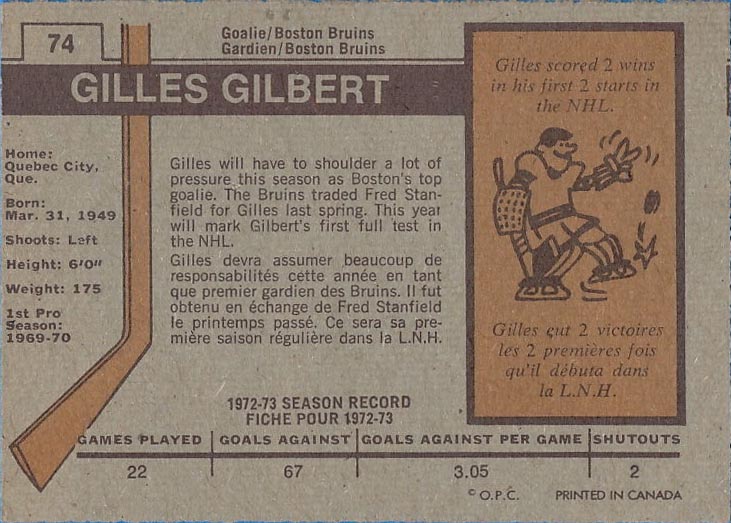 74
Goalie/Boston Bruins
Gardien/Boston Bruins
GILLES GILBERT
Home:
Quebec City,
Que.
Born:
Mar. 31, 1949
Shoots: Left
Height: 6'0"
Weight: 175
1st Pro
Season:
1969-70
Gilles will have to shoulder a lot of
pressure this season as Boston's top
goalie. The Bruins traded Fred Stan-
field for Gilles last spring. This year
will mark Gilbert's first full test in
the NHL.
Gilles devra assumer beaucoup de
responsabilités cette année en tant
que premier gardien des Bruins. Il fut
obtenu en échange de Fred Stanfield
le printemps passé. Ce sera sa pre-
mière saison régulière dans la L.N.H.
Gilles scored 2 wins
in his first 2 starts in
the NHL.
Gilles eut 2 victoires
les 2 premières fois
qu'il débuta dans
la L.N.H.
1972-73 SEASON RECORD
FICHE POUR 1972-73
GAMES PLAYED GOALS AGAINST GOALS AGAINST PER GAME SHUTOUTS
22 67 3.05 2
© O.P.C. PRINTED IN CANADA